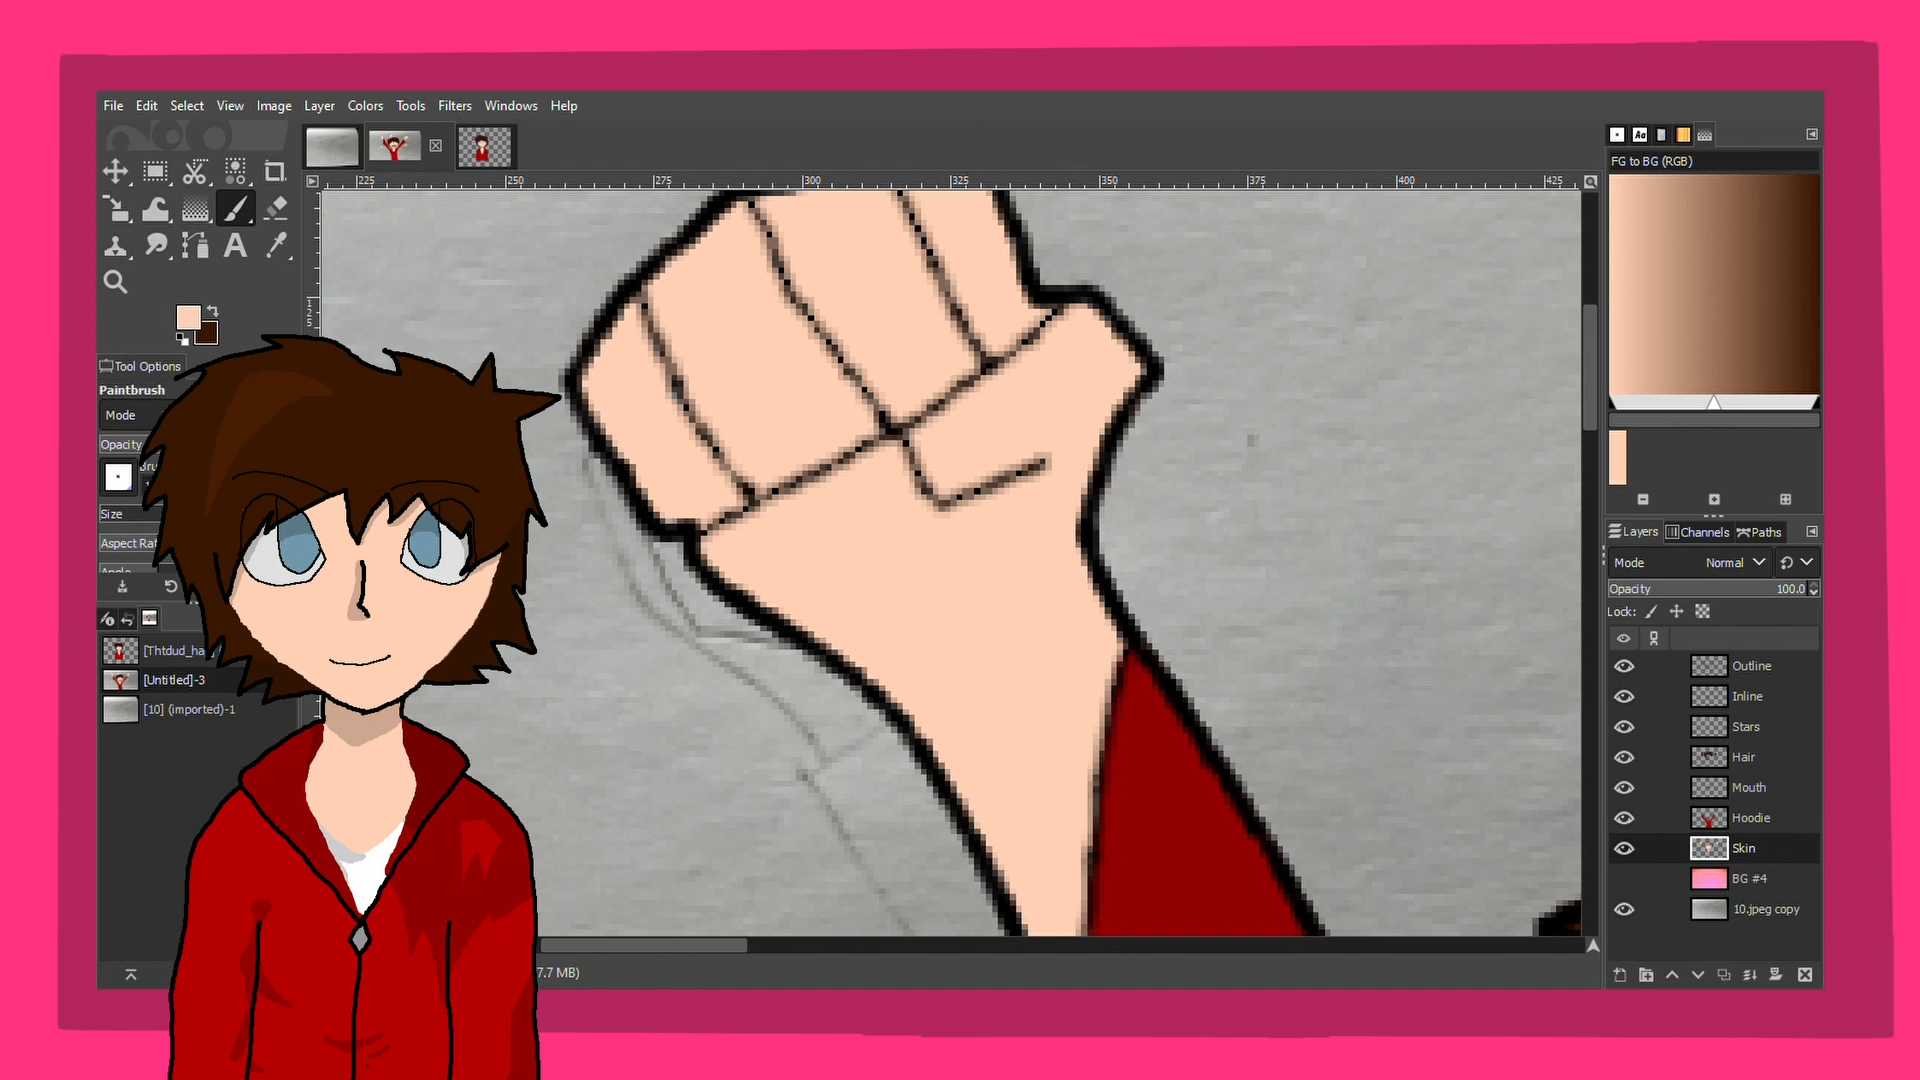 File Edit Select View Image Layer Colors Tools Filters Windows Help
Aa
FG to BG (RGB)
225 250 275 300 325 350 375 400 425
125
A
Tool Options
Paintbrush
Mode
Opacity
Size
Aspect Rat
[Thtdud_ha
[Untitled]-3
[10] (imported)-1
7.7 MB)
Layers Channels Paths
Mode Normal
Opacity 100.0
Lock:
Outline
Inline
Stars
Hair
Mouth
Hoodie
Skin
BG #4
10.jpeg copy